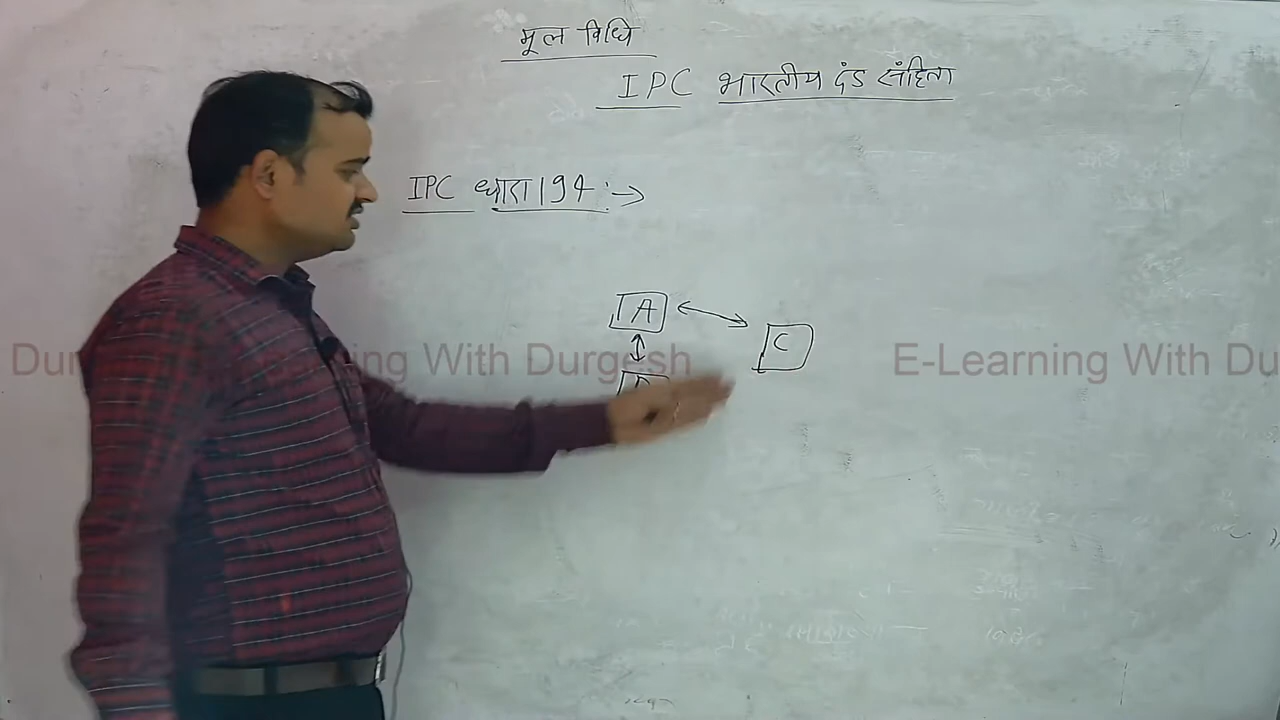 मूल विधि
IPC भारतीय दंड संहिता
IPC धारा 194 :→
A
C
E-Learning With Durgesh
E-Learning With Du